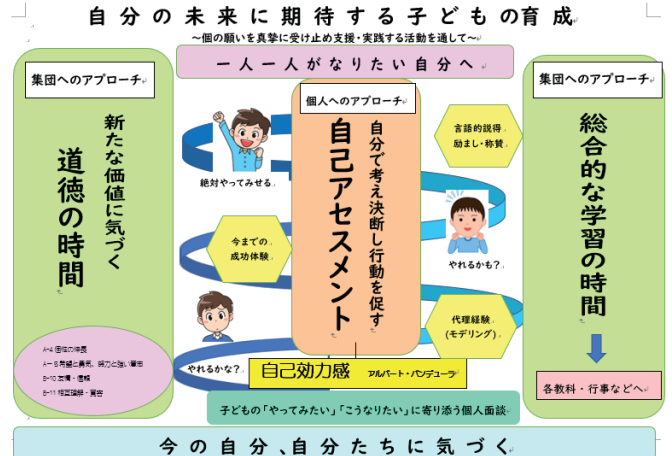 自分の未来に期待する子どもの育成
～個の願いを真摯に受け止め支援・実践する活動を通して～
一人一人がなりたい自分へ
集団へのアプローチ
新たな価値に気づく
道徳の時間
A-4 個性の伸長
A-5 希望と勇気、努力と強い意志
B-10 友情・信頼
B-11 相互理解・寛容
個人へのアプローチ
自分で考え決断し行動を促す
自己アセスメント
絶対やってみせる
言語的説得
励まし・称賛
やれるかも？
今までの
成功体験
代理経験
(モデリング)
やれるかな？
自己効力感 アルバート・バンデューラ
子どもの「やってみたい」「こうなりたい」に寄り添う個人面談
集団へのアプローチ
総合的な学習の時間
各教科・行事などへ
今の自分、自分たちに気づく